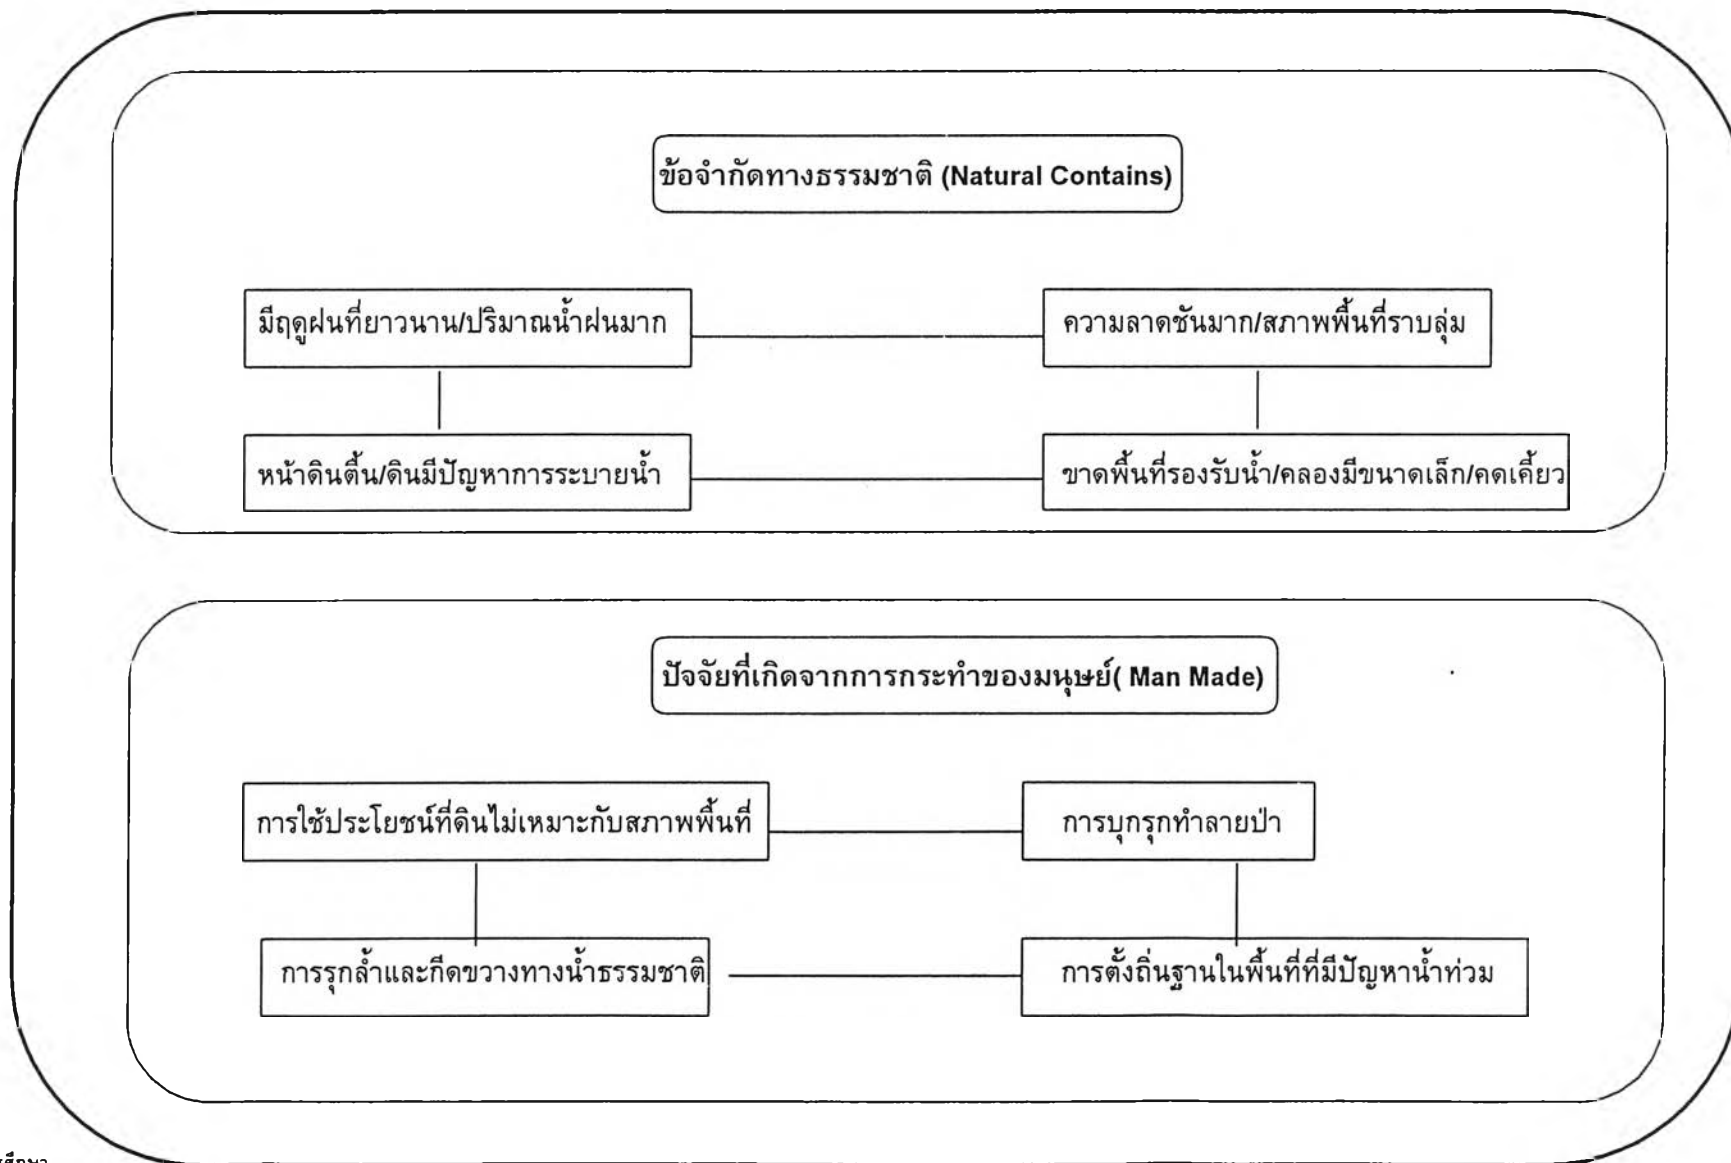 ข้อจำกัดทางธรรมชาติ (Natural Contains)
มีฤดูฝนที่ยาวนาน/ปริมาณน้ำฝนมาก
ความลาดชันมาก/สภาพพื้นที่ราบลุ่ม
หน้าดินตื้น/ดินมีปัญหาการระบายน้ำ
ขาดพื้นที่รองรับน้ำ/คลองมีขนาดเล็ก/คดเคี้ยว
ปัจจัยที่เกิดจากการกระทำของมนุษย์( Man Made)
การใช้ประโยชน์ที่ดินไม่เหมาะกับสภาพพื้นที่
การบุกรุกทำลายป่า
การรุกล้ำและกีดขวางทางน้ำธรรมชาติ
การตั้งถิ่นฐานในพื้นที่ที่มีปัญหาน้ำท่วม